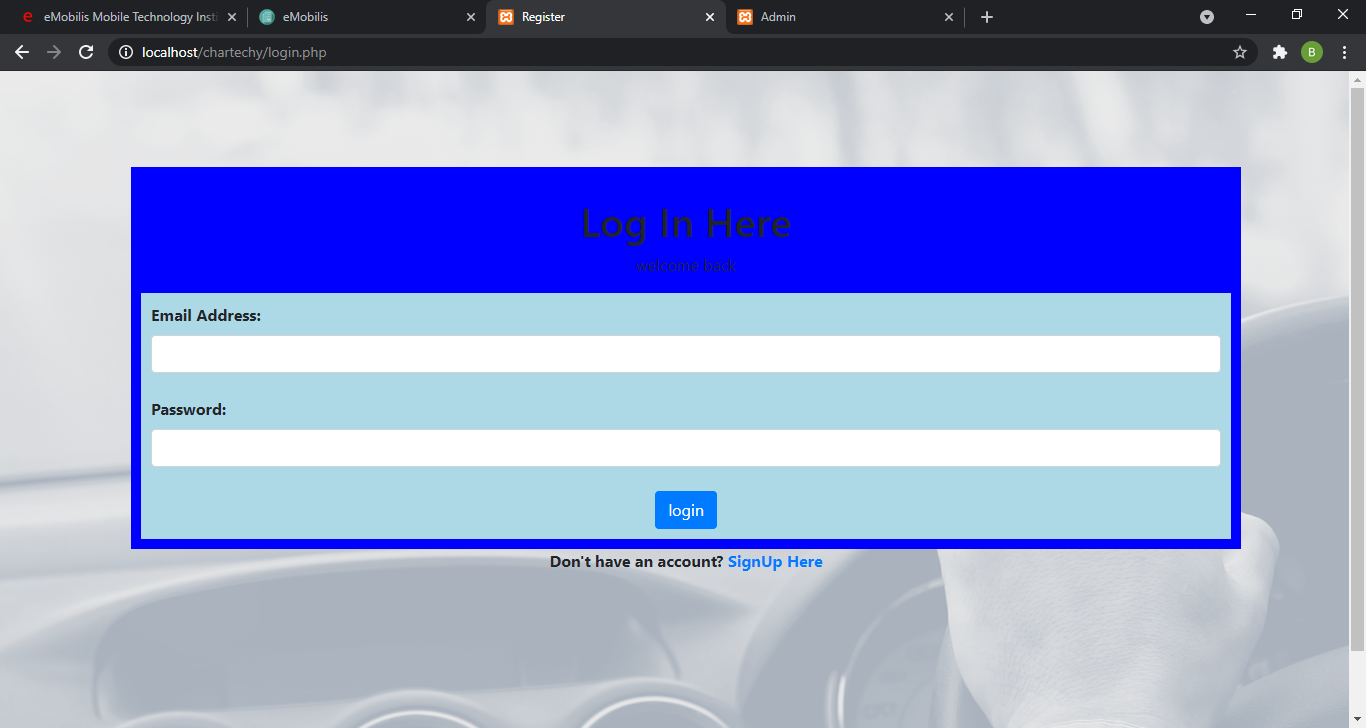 eMobilis Mobile Technology Insti
eMobilis
Register
Admin
localhost/chartechy/login.php
B
Log In Here
welcome back
Email Address:
Password:
login
Don't have an account? SignUp Here